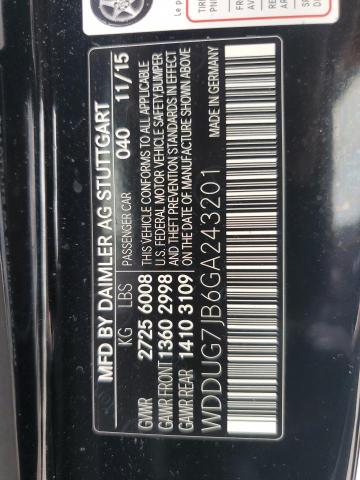 MFD BY DAIMLER AG STUTTGART
KG LBS PASSENGER CAR 040 11/15
GVWR 2725 6008 THIS VEHICLE CONFORMS TO ALL APPLICABLE
U.S. FEDERAL MOTOR VEHICLE SAFETY, BUMPER
GAWR FRONT 1360 2998 AND THEFT PREVENTION STANDARDS IN EFFECT
GAWR REAR 1410 3109 ON THE DATE OF MANUFACTURE SHOWN ABOVE
MADE IN GERMANY
WDDUG7JB6GA243201